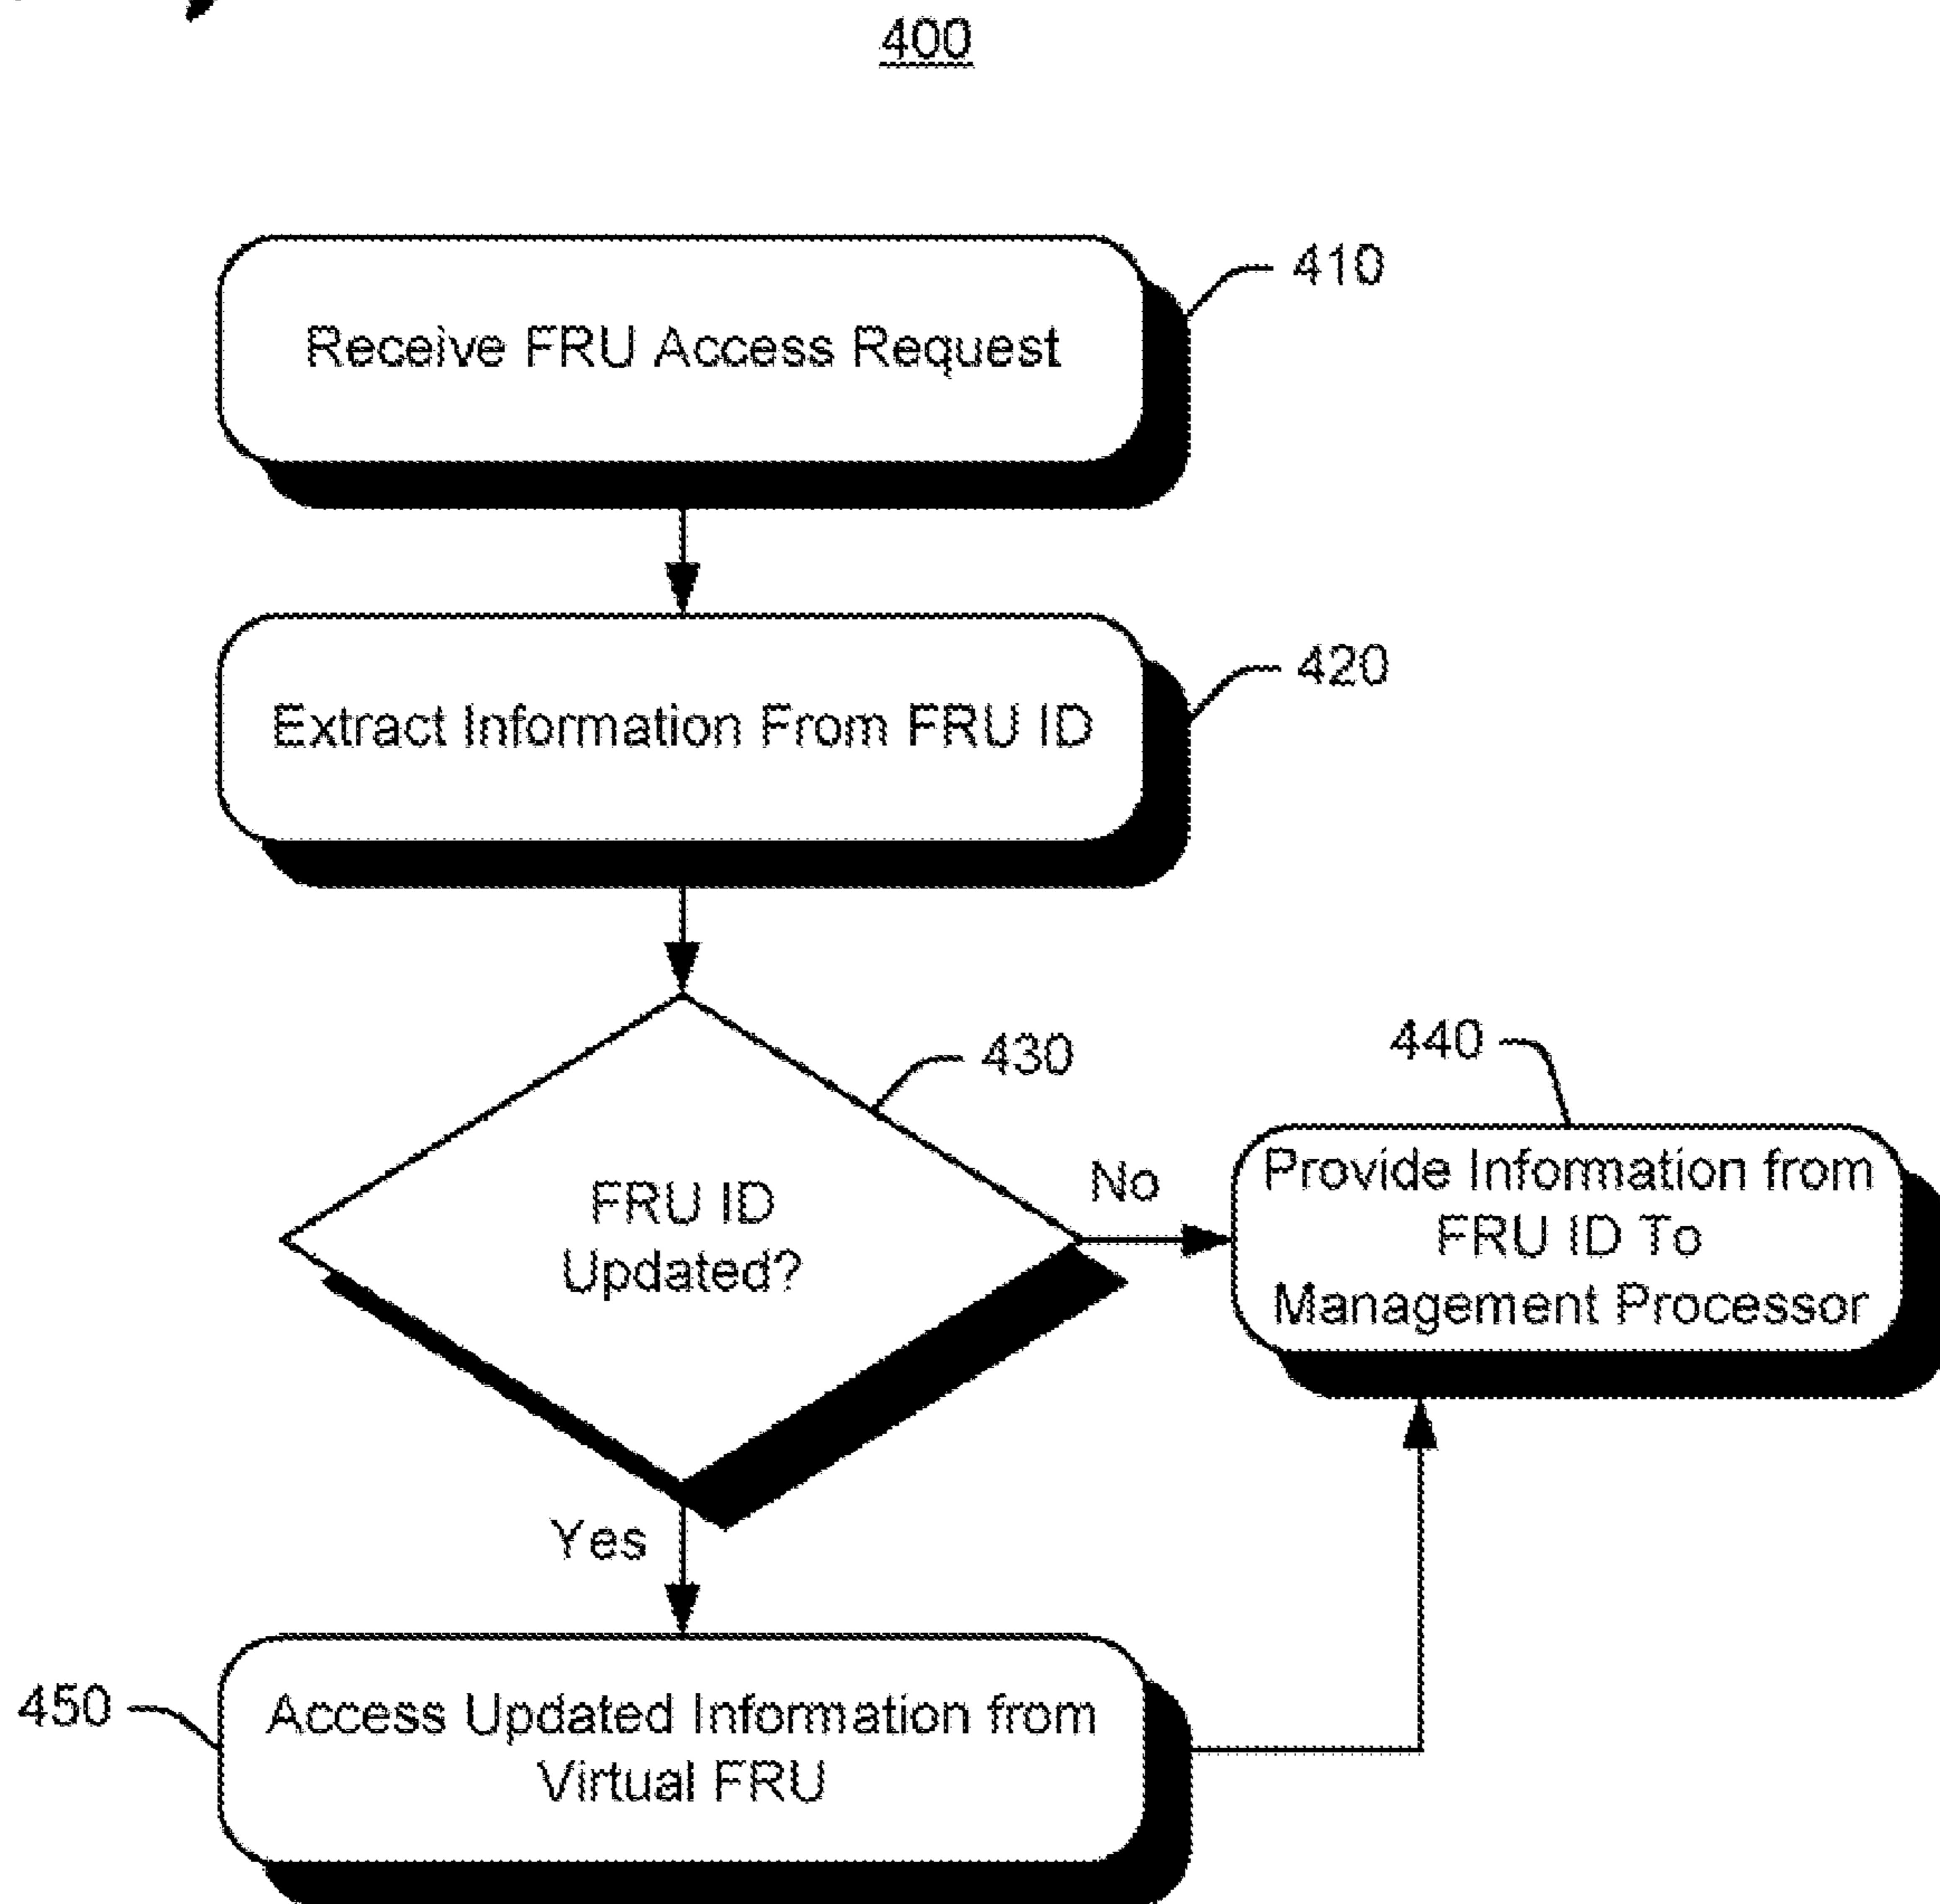 400
Receive FRU Access Request
410
Extract Information From FRU ID
420
FRU ID
Updated?
430
No
440
Provide Information from
FRU ID To
Management Processor
Yes
450
Access Updated Information from
Virtual FRU